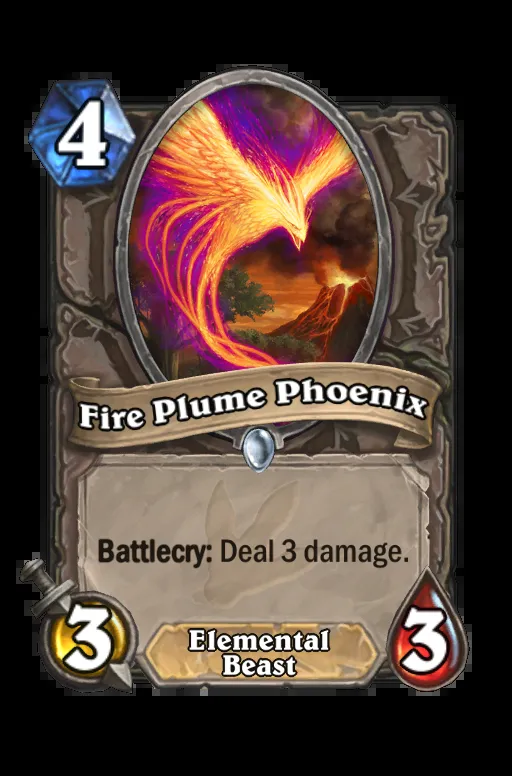 4
Fire Plume Phoenix
Battlecry: Deal 3 damage.
3
Elemental
Beast
3